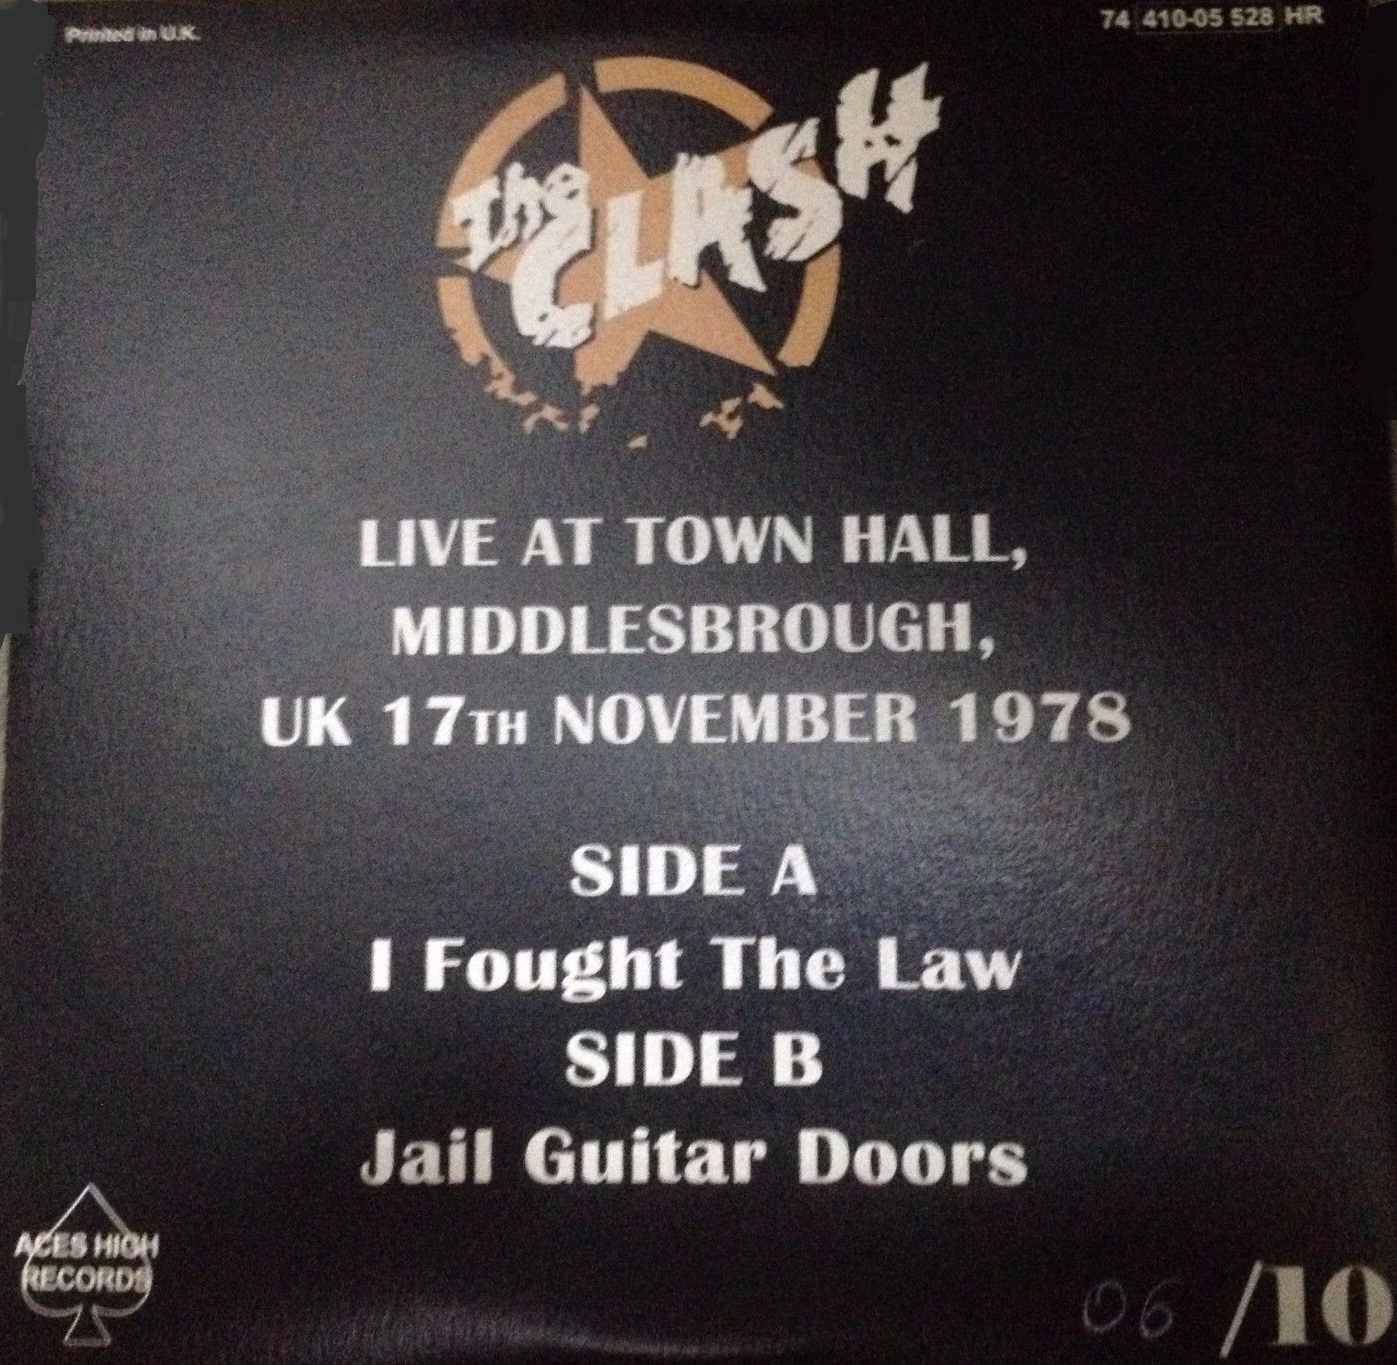 Printed in U.K.
74 410-05 528 HR
The CLASH
LIVE AT TOWN HALL,
MIDDLESBROUGH,
UK 17TH NOVEMBER 1978
SIDE A
I Fought The Law
SIDE B
Jail Guitar Doors
ACES HIGH
RECORDS
06 /10